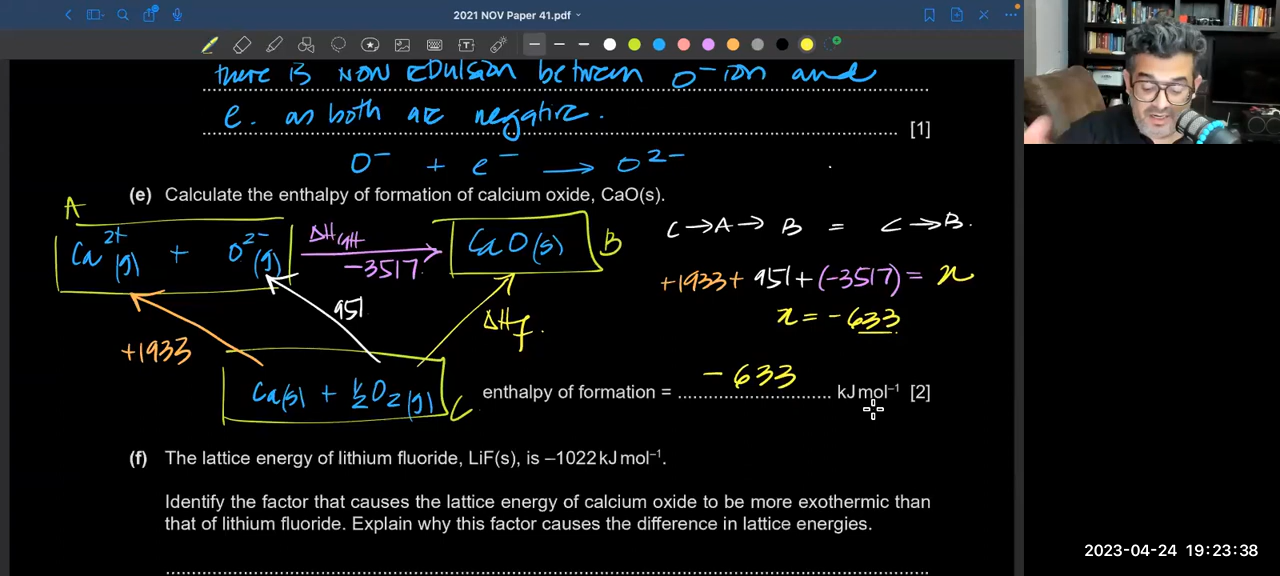 2021 NOV Paper 41.pdf
there is NOW repulsion between O⁻ ion and
e. as both are negative.
[1]
O⁻ + e⁻ → O²⁻
(e) Calculate the enthalpy of formation of calcium oxide, CaO(s).
A
Ca²⁺(g) + O²⁻(g)
ΔH
-3517
CaO(s)
B
C→A→ B = C→B.
+1933 + 951 + (-3517) = x
x = -633
+1933
951
ΔHf.
Ca(s) + ½O₂(g)
C
enthalpy of formation = -633 kJ mol⁻¹ [2]
(f) The lattice energy of lithium fluoride, LiF(s), is –1022 kJ mol⁻¹.
Identify the factor that causes the lattice energy of calcium oxide to be more exothermic than
that of lithium fluoride. Explain why this factor causes the difference in lattice energies.
2023-04-24 19:23:38